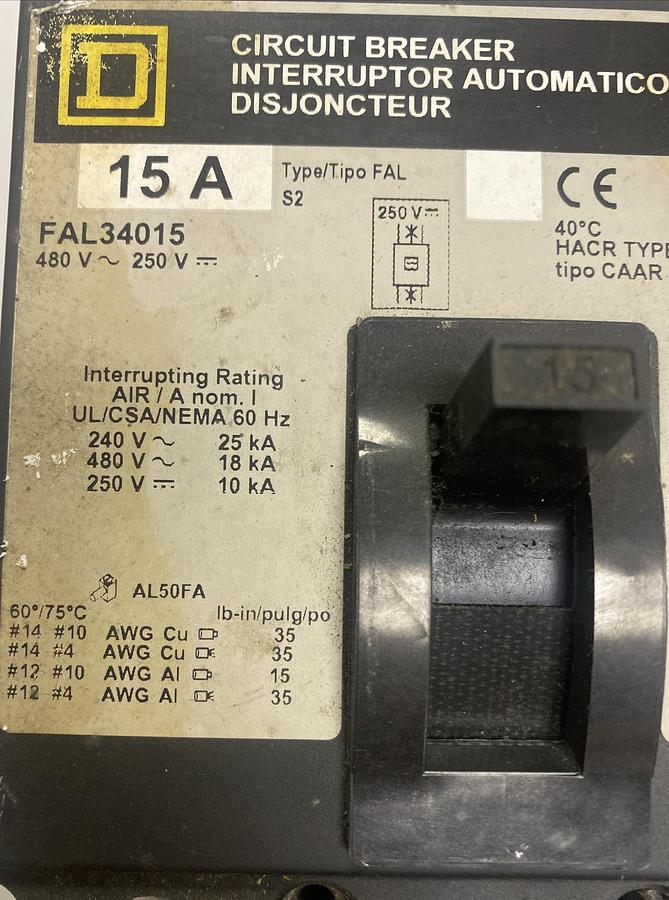 D
CIRCUIT BREAKER
INTERRUPTOR AUTOMATICO
DISJONCTEUR
15 A
Type/Tipo FAL
S2
CE
FAL34015
480 V ~ 250 V ⎓
250 V ⎓
40°C
HACR TYPE
tipo CAAR
15
Interrupting Rating
AIR / A nom. I
UL/CSA/NEMA 60 Hz
240 V ~ 25 kA
480 V ~ 18 kA
250 V ⎓ 10 kA
AL50FA
60°/75°C lb-in/pulg/po
#14 #10 AWG Cu 35
#14 #4 AWG Cu 35
#12 #10 AWG Al 15
#12 #4 AWG Al 35